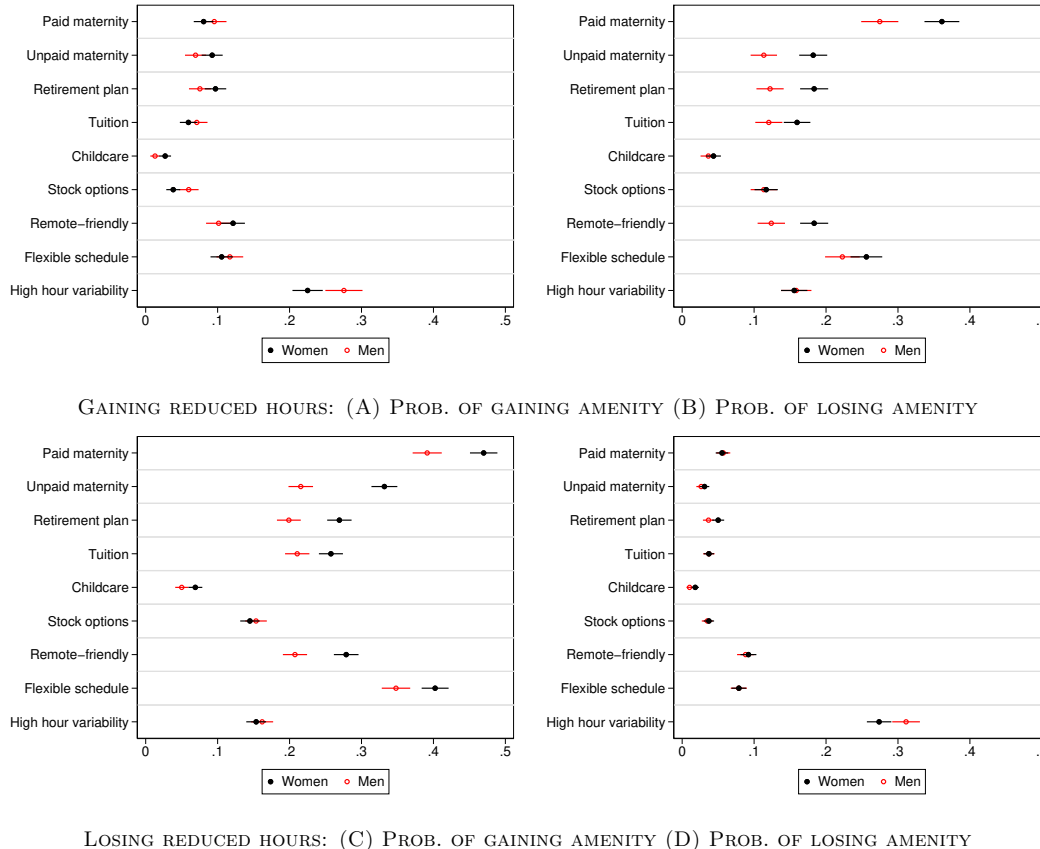 Paid maternity
Unpaid maternity
Retirement plan
Tuition
Childcare
Stock options
Remote−friendly
Flexible schedule
High hour variability
0 .1 .2 .3 .4 .5
Women Men
Paid maternity
Unpaid maternity
Retirement plan
Tuition
Childcare
Stock options
Remote−friendly
Flexible schedule
High hour variability
0 .1 .2 .3 .4
Women Men
GAINING REDUCED HOURS: (A) PROB. OF GAINING AMENITY (B) PROB. OF LOSING AMENITY
Paid maternity
Unpaid maternity
Retirement plan
Tuition
Childcare
Stock options
Remote−friendly
Flexible schedule
High hour variability
0 .1 .2 .3 .4 .5
Women Men
Paid maternity
Unpaid maternity
Retirement plan
Tuition
Childcare
Stock options
Remote−friendly
Flexible schedule
High hour variability
0 .1 .2 .3 .4
Women Men
LOSING REDUCED HOURS: (C) PROB. OF GAINING AMENITY (D) PROB. OF LOSING AMENITY